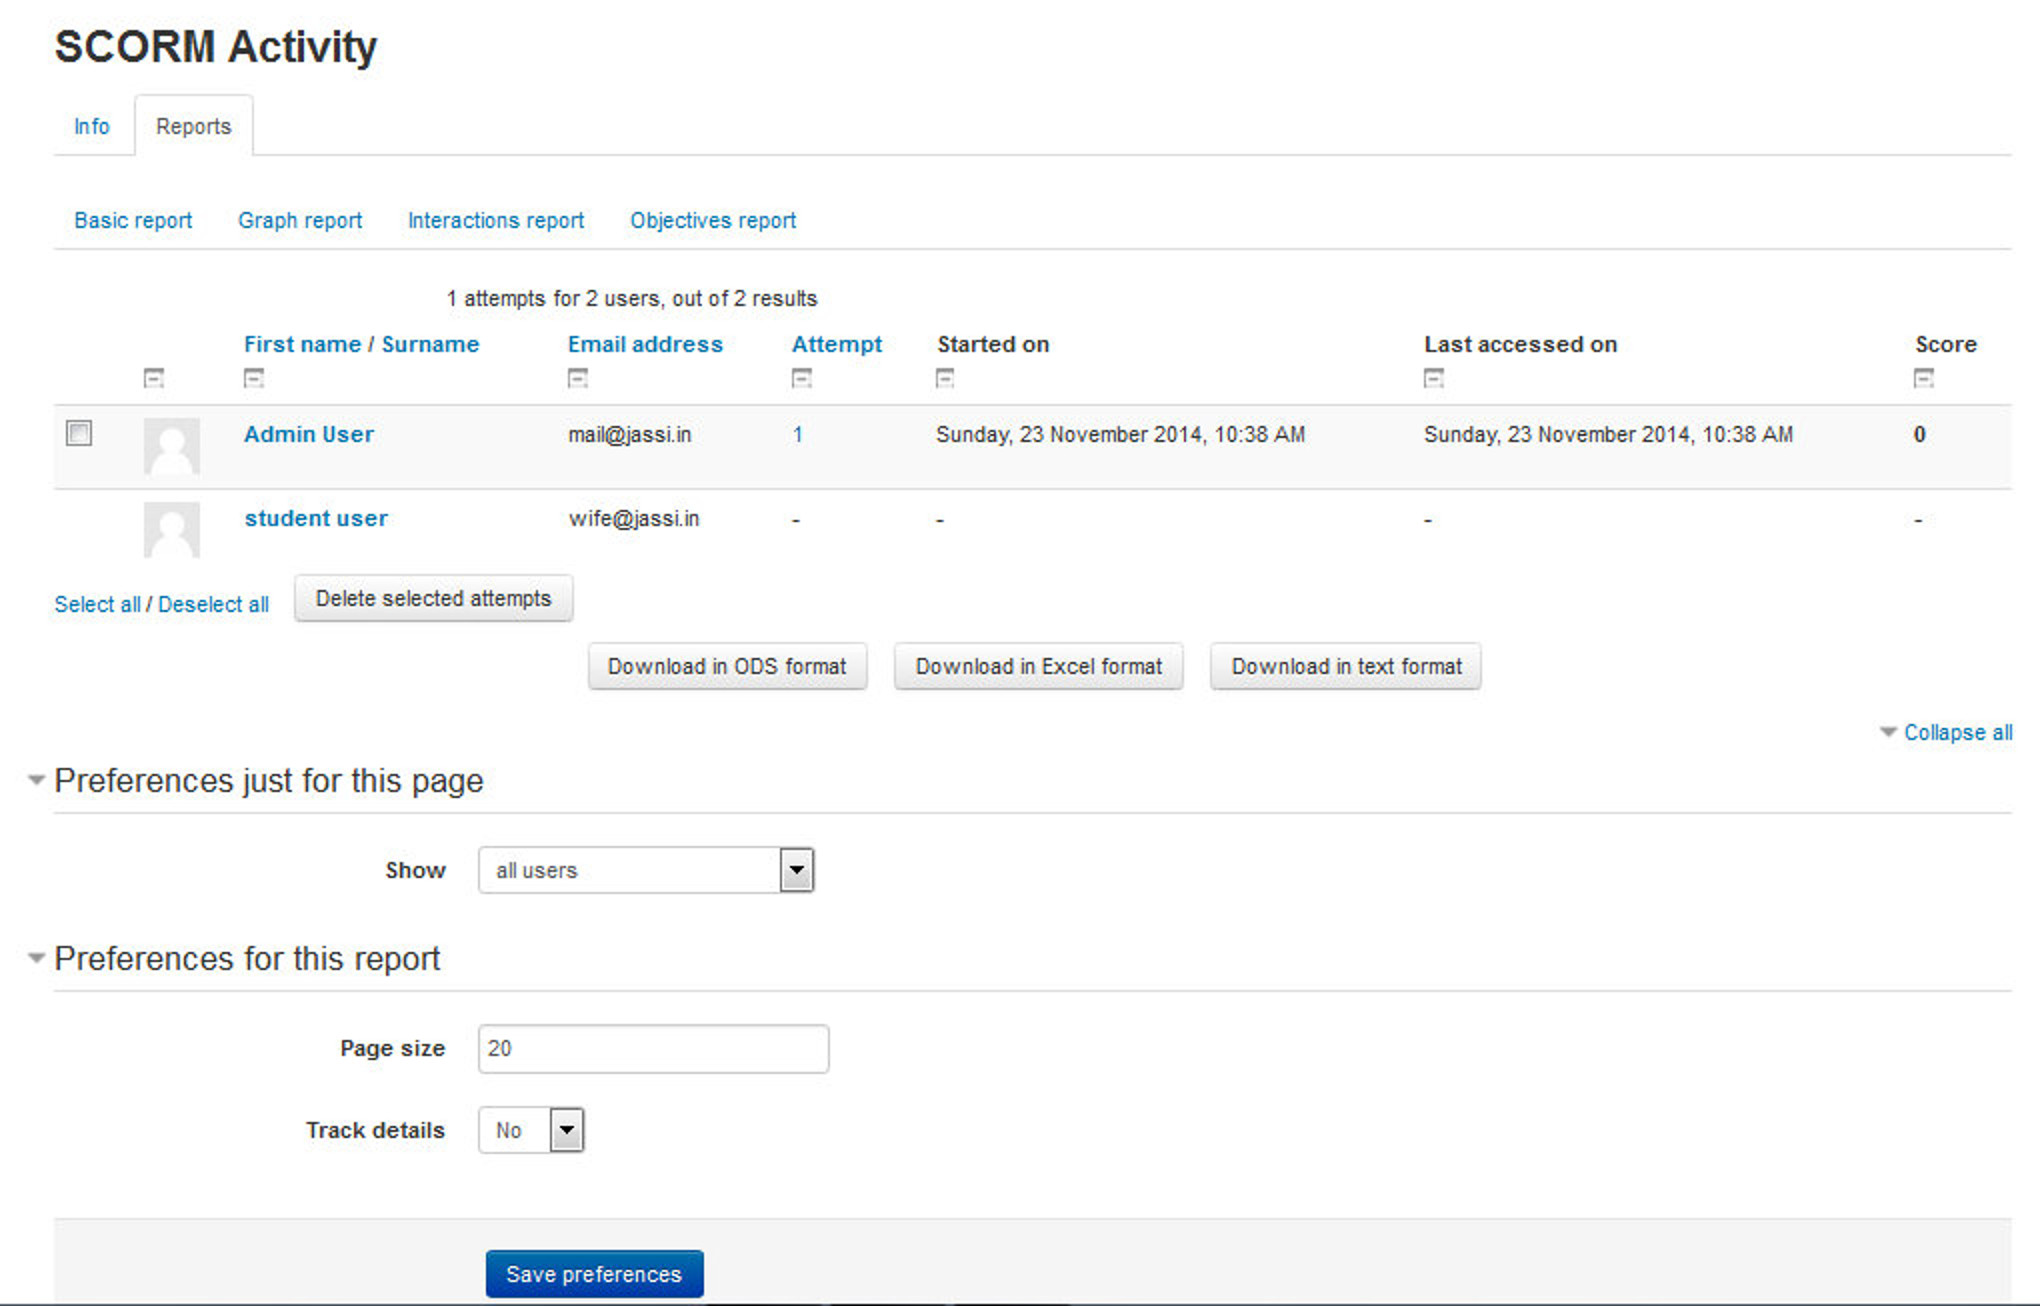 SCORM Activity
Info Reports
Basic report Graph report Interactions report Objectives report
1 attempts for 2 users, out of 2 results
First name / Surname Email address Attempt Started on Last accessed on Score
Admin User mail@jassi.in 1 Sunday, 23 November 2014, 10:38 AM Sunday, 23 November 2014, 10:38 AM 0
student user wife@jassi.in - - - -
Select all / Deselect all Delete selected attempts
Download in ODS format Download in Excel format Download in text format
Collapse all
Preferences just for this page
Show all users
Preferences for this report
Page size 20
Track details No
Save preferences